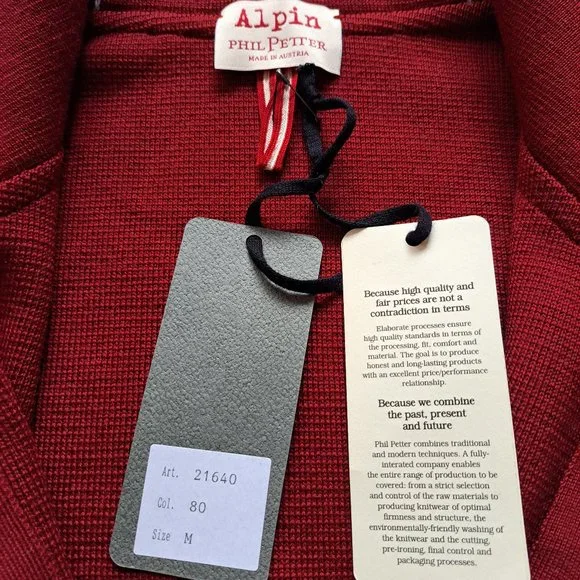 Alpin
PHIL PETTER
MADE IN AUSTRIA
Art. 21640
Col. 80
Size M
Because high quality and
fair prices are not a
contradiction in terms
Elaborate processes ensure
high quality standards in terms of
the processing, fit, comfort and
material. The goal is to produce
honest and long-lasting products
with an excellent price/performance
relationship.
Because we combine
the past, present
and future
Phil Petter combines traditional
and modern techniques. A fully-
interated company enables
the entire range of production to be
covered: from a strict selection
and control of the raw materials to
producing knitwear of optimal
firmness and structure, the
environmentally-friendly washing of
the knitwear and the cutting,
pre-ironing, final control and
packaging processes.